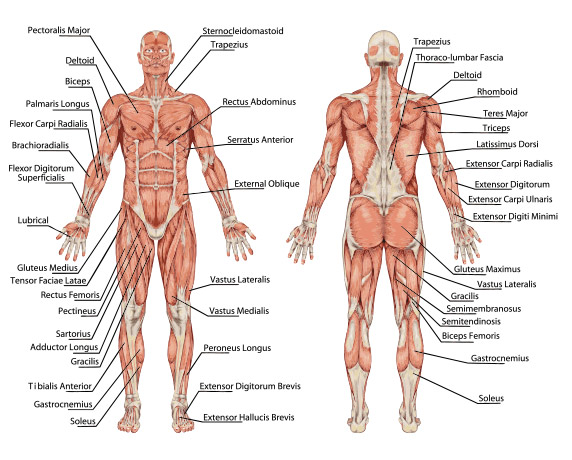 Pectoralis Major
Deltoid
Biceps
Palmaris Longus
Flexor Carpi Radialis
Brachioradialis
Flexor Digitorum
Superficialis
Lubrical
Gluteus Medius
Tensor Faciae Latae
Rectus Femoris
Pectineus
Sartorius
Adductor Longus
Gracilis
Tibialis Anterior
Gastrocnemius
Soleus
Sternocleidomastoid
Trapezius
Rectus Abdominus
Serratus Anterior
External Oblique
Vastus Lateralis
Vastus Medialis
Peroneus Longus
Extensor Digitorum Brevis
Extensor Hallucis Brevis
Trapezius
Thoraco-lumbar Fascia
Deltoid
Rhomboid
Teres Major
Triceps
Latissimus Dorsi
Extensor Carpi Radialis
Extensor Digitorum
Extensor Carpi Ulnaris
Extensor Digiti Minimi
Gluteus Maximus
Vastus Lateralis
Gracilis
Semimembranosus
Semitendinosis
Biceps Femoris
Gastrocnemius
Soleus